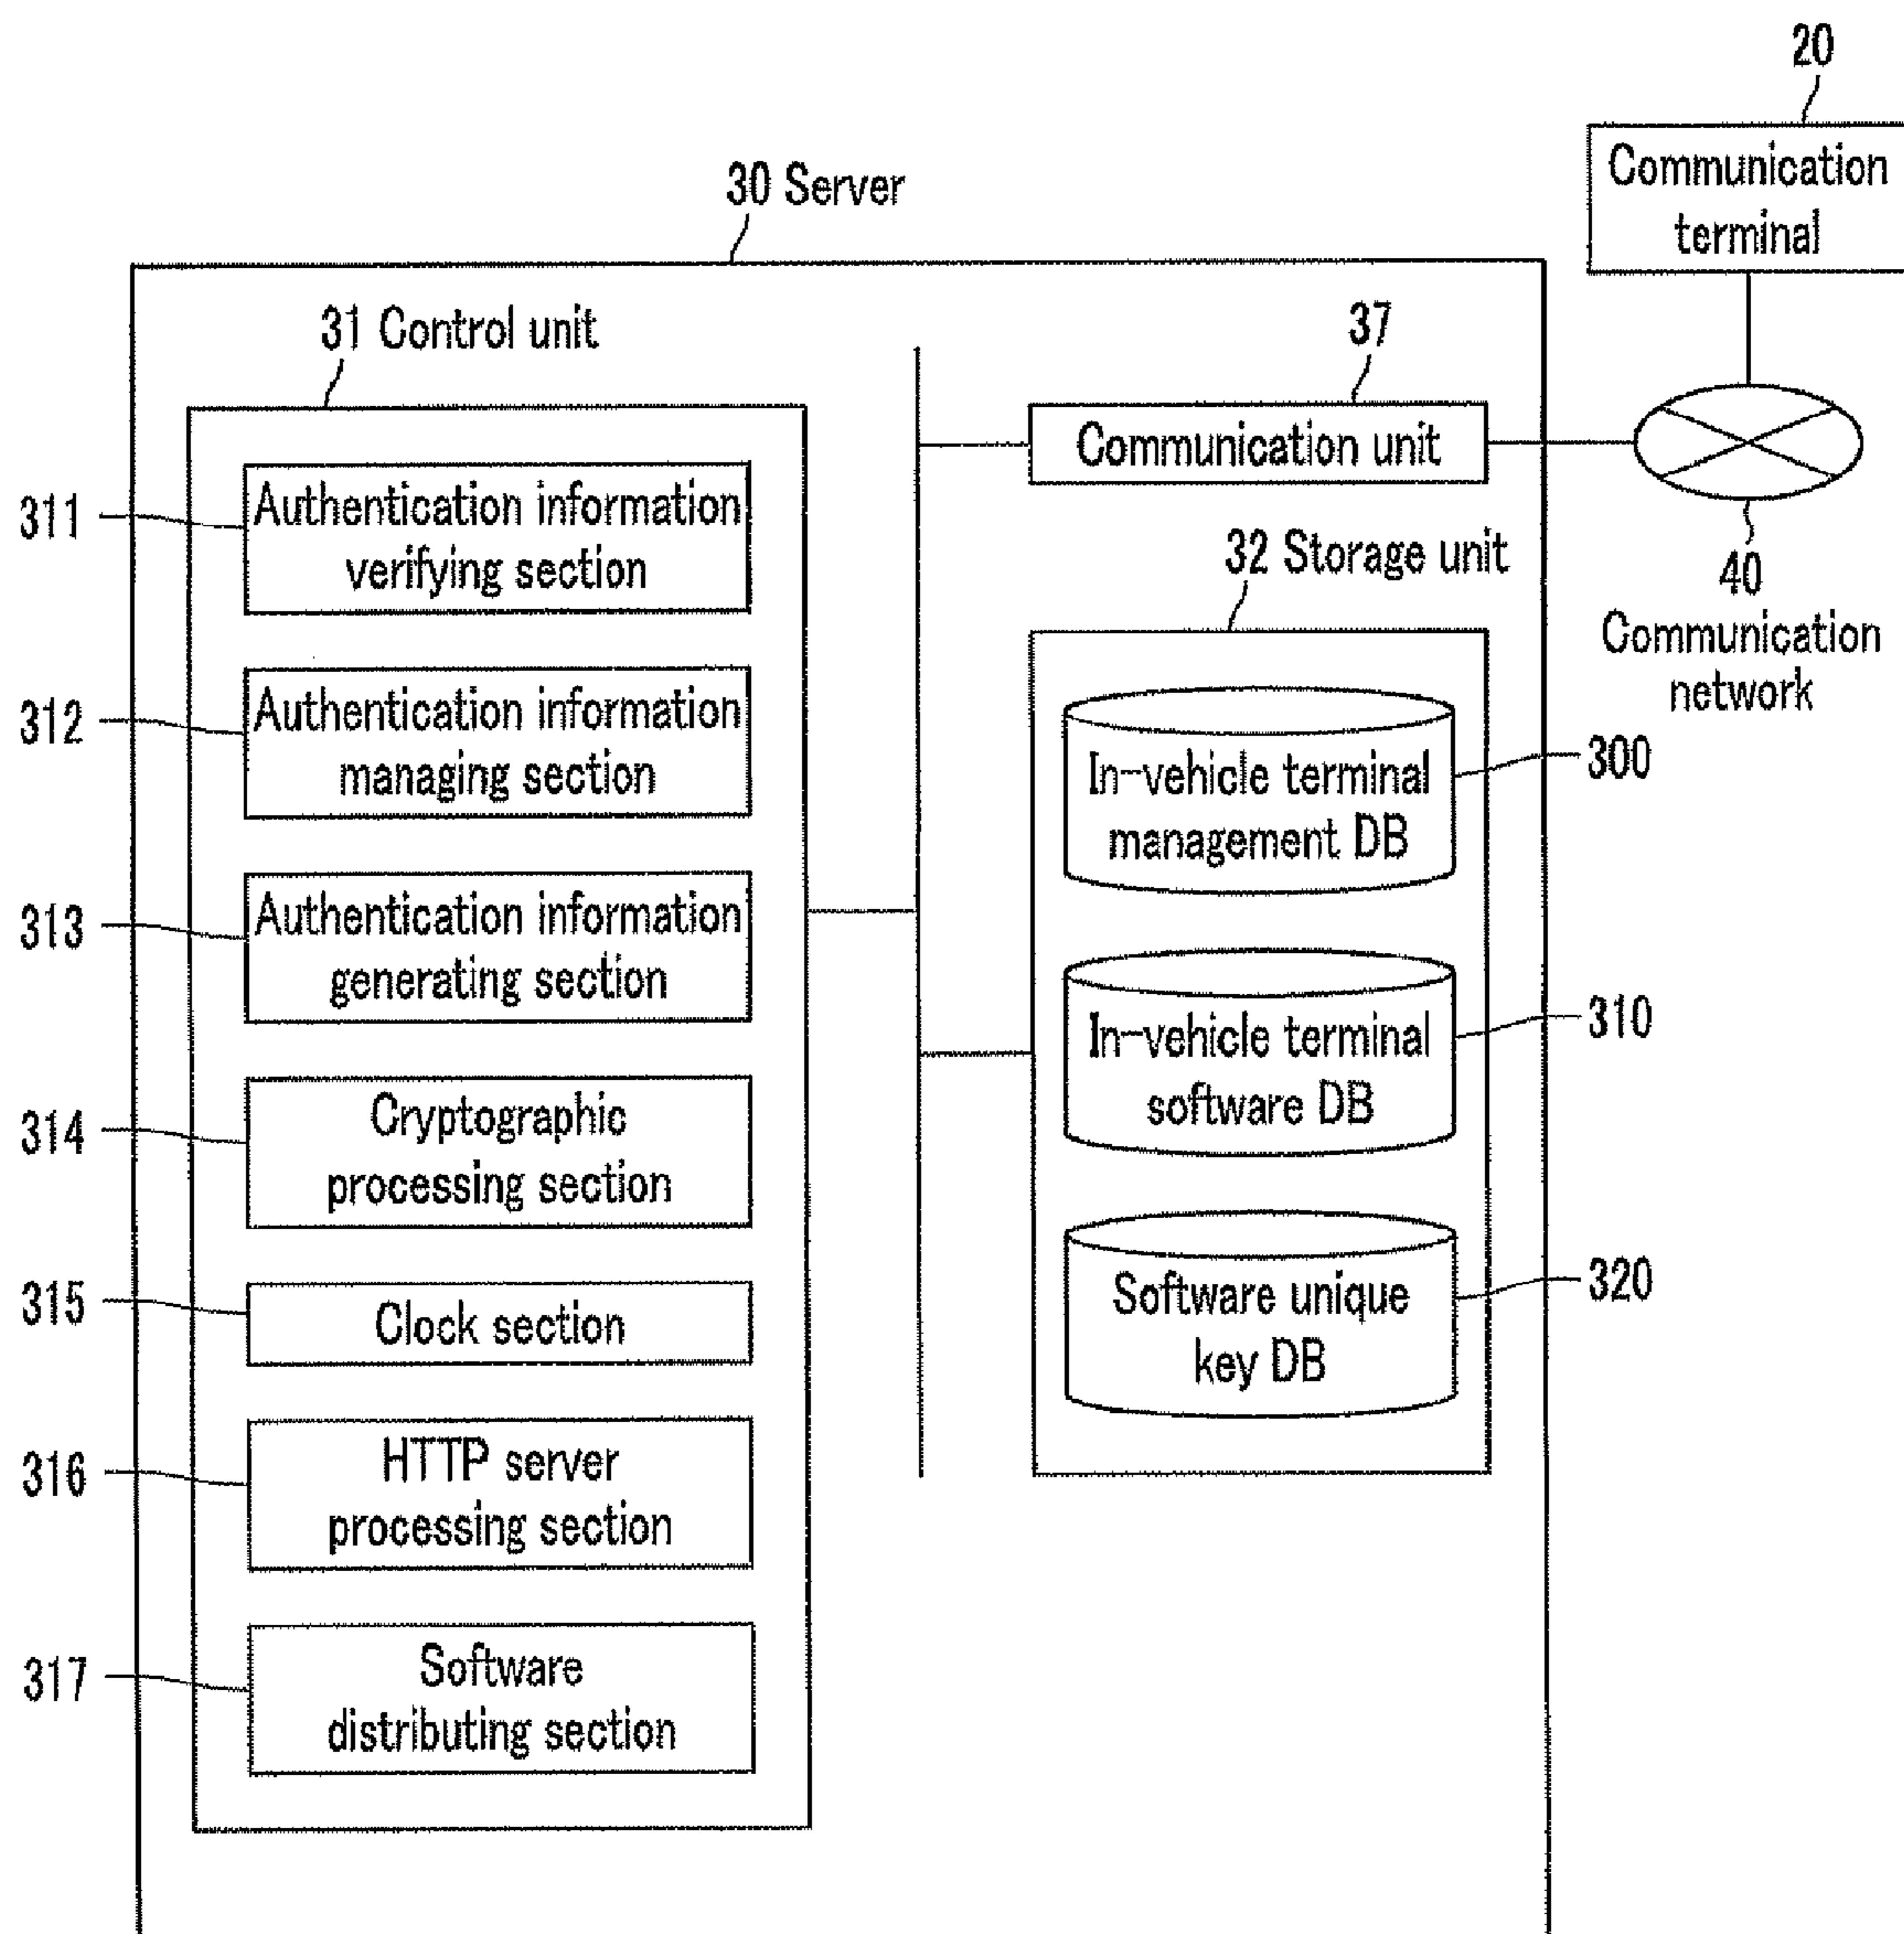 20
Communication
terminal
30 Server
31 Control unit
37
Communication unit
40
Communication
network
311
Authentication information
verifying section
312
Authentication information
managing section
313
Authentication information
generating section
314
Cryptographic
processing section
315
Clock section
316
HTTP server
processing section
317
Software
distributing section
32 Storage unit
In-vehicle terminal
management DB
300
In-vehicle terminal
software DB
310
Software unique
key DB
320